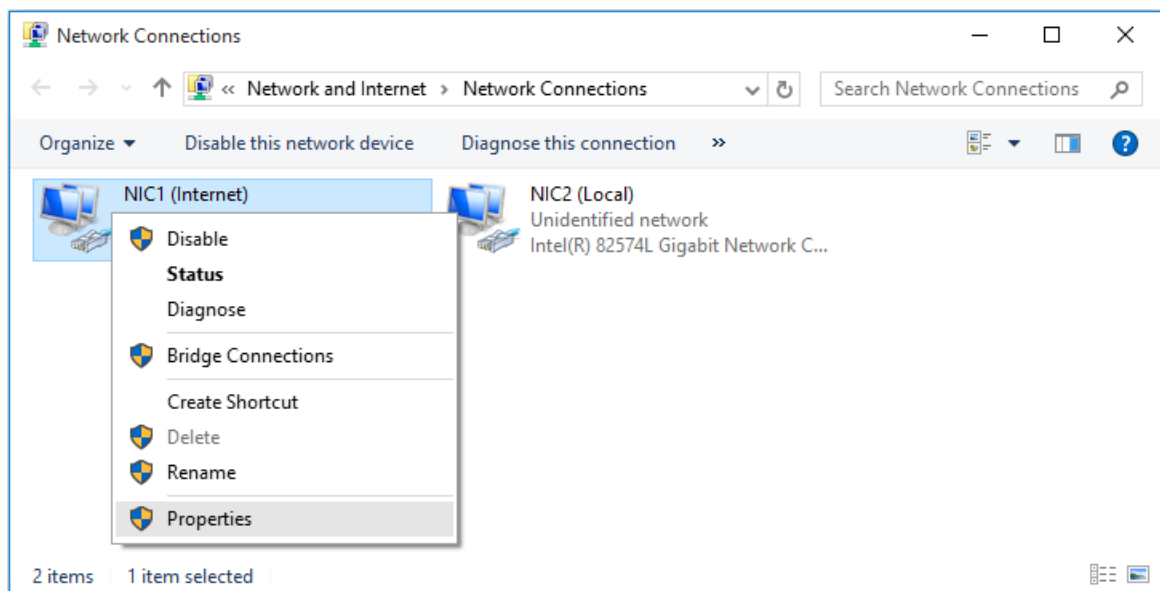 Network Connections
« Network and Internet › Network Connections
Search Network Connections
Organize Disable this network device Diagnose this connection »
NIC1 (Internet)
NIC2 (Local)
Unidentified network
Intel(R) 82574L Gigabit Network C...
Disable
Status
Diagnose
Bridge Connections
Create Shortcut
Delete
Rename
Properties
2 items 1 item selected